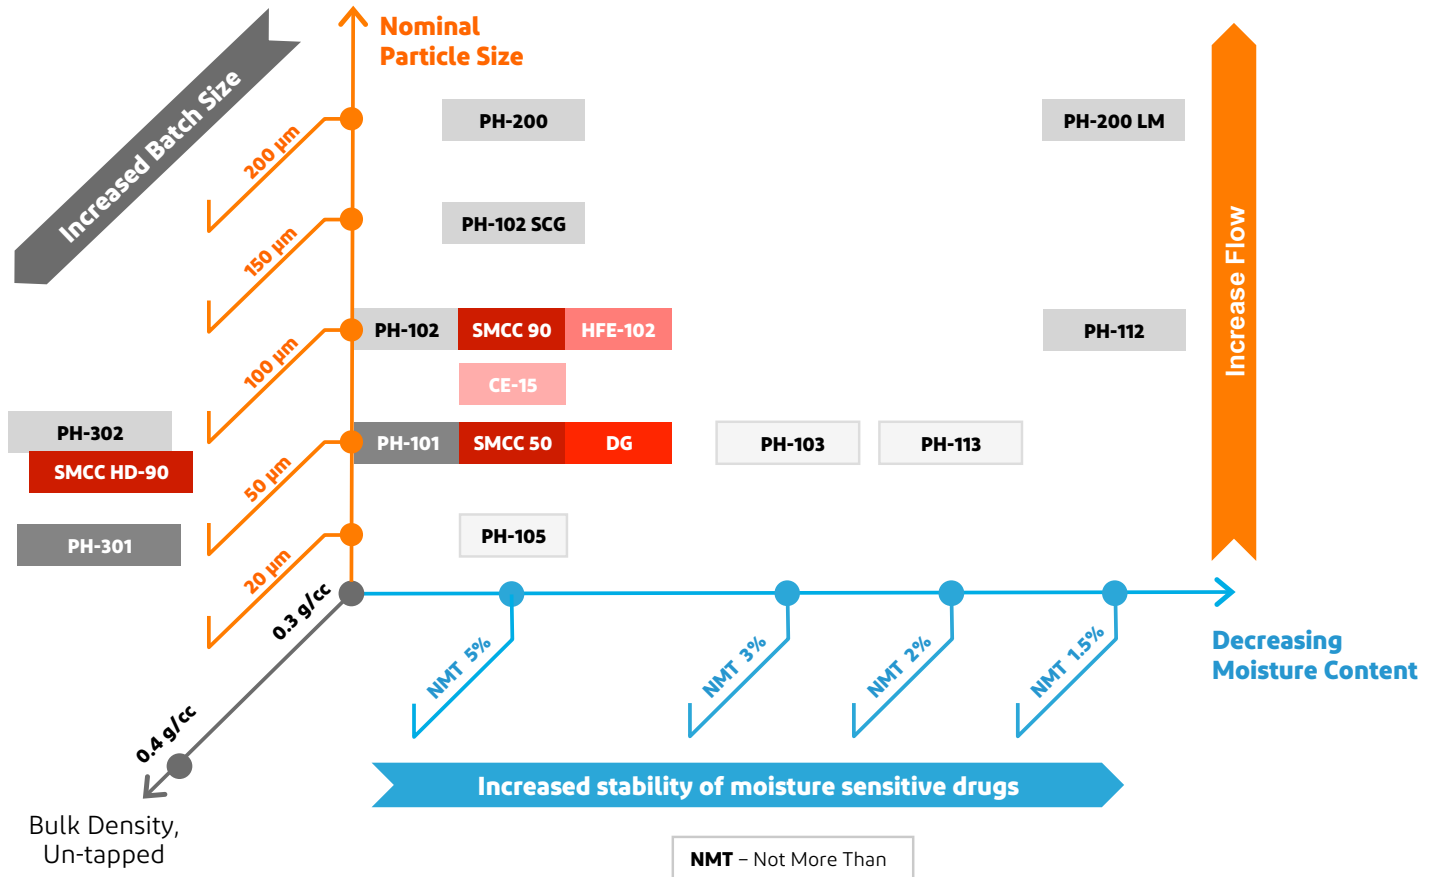 Nominal
Particle Size
Increased Batch Size
200 µm
PH-200
PH-200 LM
150 µm
PH-102 SCG
Increase Flow
100 µm
PH-102
SMCC 90
HFE-102
PH-112
CE-15
PH-302
SMCC HD-90
50 µm
PH-101
SMCC 50
DG
PH-103
PH-113
PH-301
20 µm
PH-105
0.3 g/cc
0.4 g/cc
NMT 5%
NMT 3%
NMT 2%
NMT 1.5%
Decreasing
Moisture Content
Increased stability of moisture sensitive drugs
Bulk Density,
Un-tapped
NMT – Not More Than